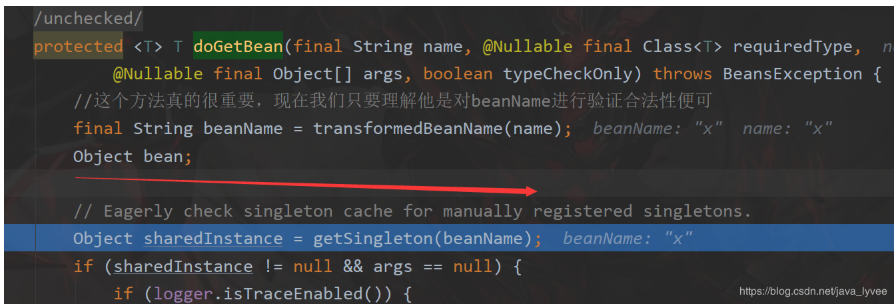 /unchecked/
protected <T> T doGetBean(final String name, @Nullable final Class<T> requiredType,
@Nullable final Object[] args, boolean typeCheckOnly) throws BeansException {
//这个方法真的很重要，现在我们只要理解他是对beanName进行验证合法性便可
final String beanName = transformedBeanName(name); beanName: "x" name: "x"
Object bean;
// Eagerly check singleton cache for manually registered singletons.
Object sharedInstance = getSingleton(beanName); beanName: "x"
if (sharedInstance != null && args == null) {
if (logger.isTraceEnabled()) {
https://blog.csdn.net/java_lyvee